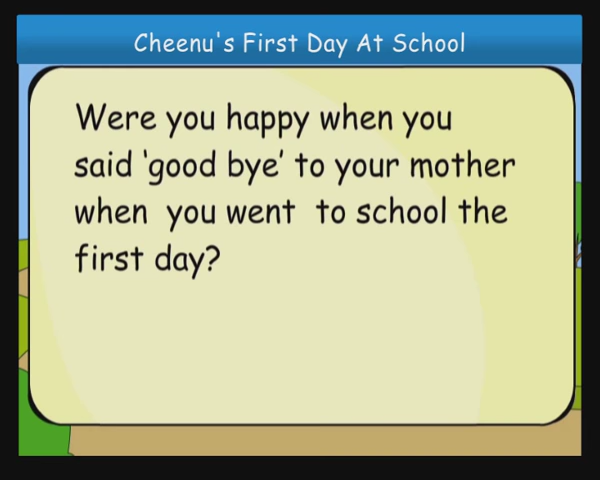 Cheenu's First Day At School
Were you happy when you
said 'good bye' to your mother
when you went to school the
first day?